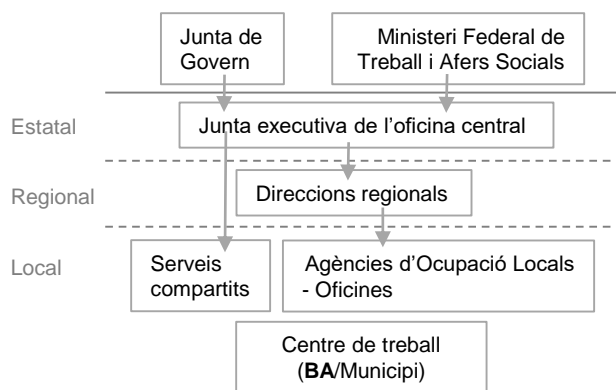 Junta de
Govern
Ministeri Federal de
Treball i Afers Socials
Estatal
Junta executiva de l’oficina central
Regional
Direccions regionals
Local
Serveis
compartits
Agències d’Ocupació Locals
- Oficines
Centre de treball
(BA/Municipi)